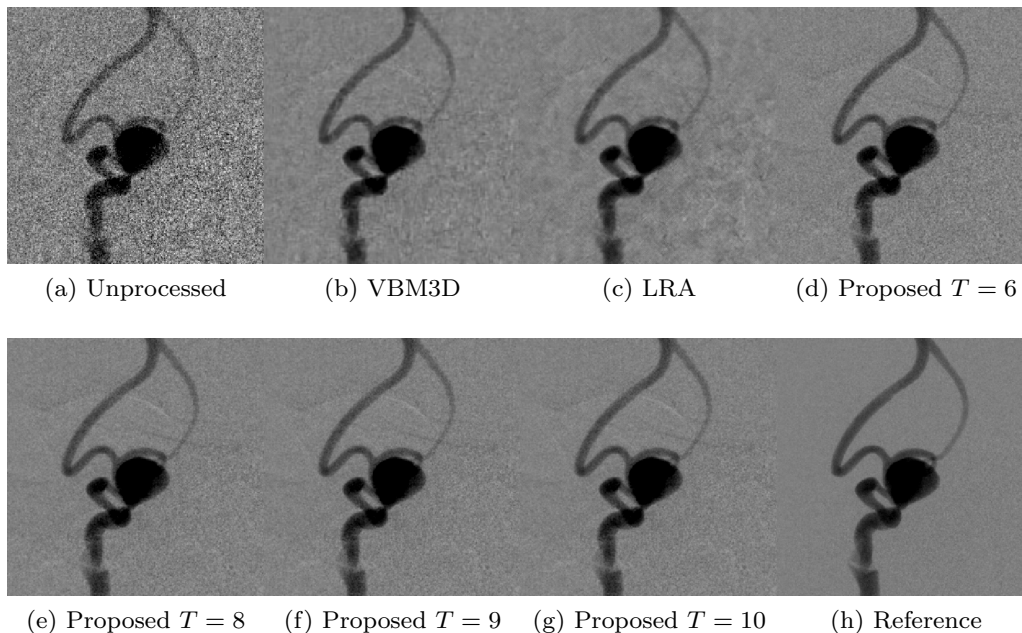 (a) Unprocessed (b) VBM3D (c) LRA (d) Proposed T = 6
(e) Proposed T = 8 (f) Proposed T = 9 (g) Proposed T = 10 (h) Reference